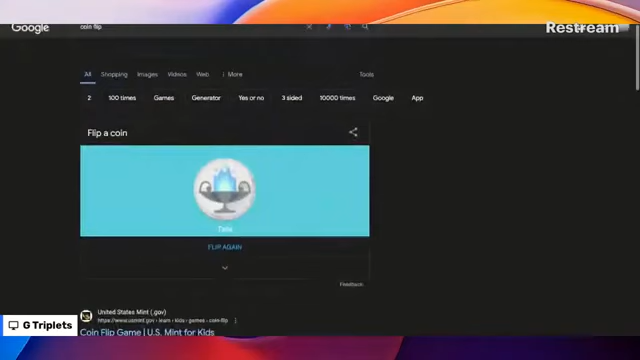 Google
coin flip
Restream
All Shopping Images Videos Web More Tools
2 100 times Games Generator Yes or no 3 sided 10000 times Google App
Flip a coin
Tails
FLIP AGAIN
Feedback
United States Mint (.gov)
https://www.usmint.gov › learn › kids › games › coin-flip
G Triplets
Coin Flip Game | U.S. Mint for Kids